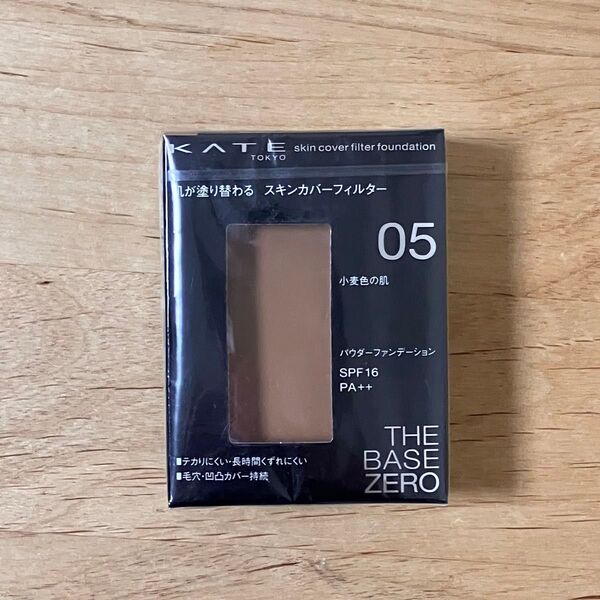 KATE
TOKYO
skin cover filter foundation
肌が塗り替わる スキンカバーフィルター
05
小麦色の肌
パウダーファンデーション
SPF16
PA++
■テカりにくい・長時間くずれにくい
■毛穴・凹凸カバー持続
THE
BASE
ZERO